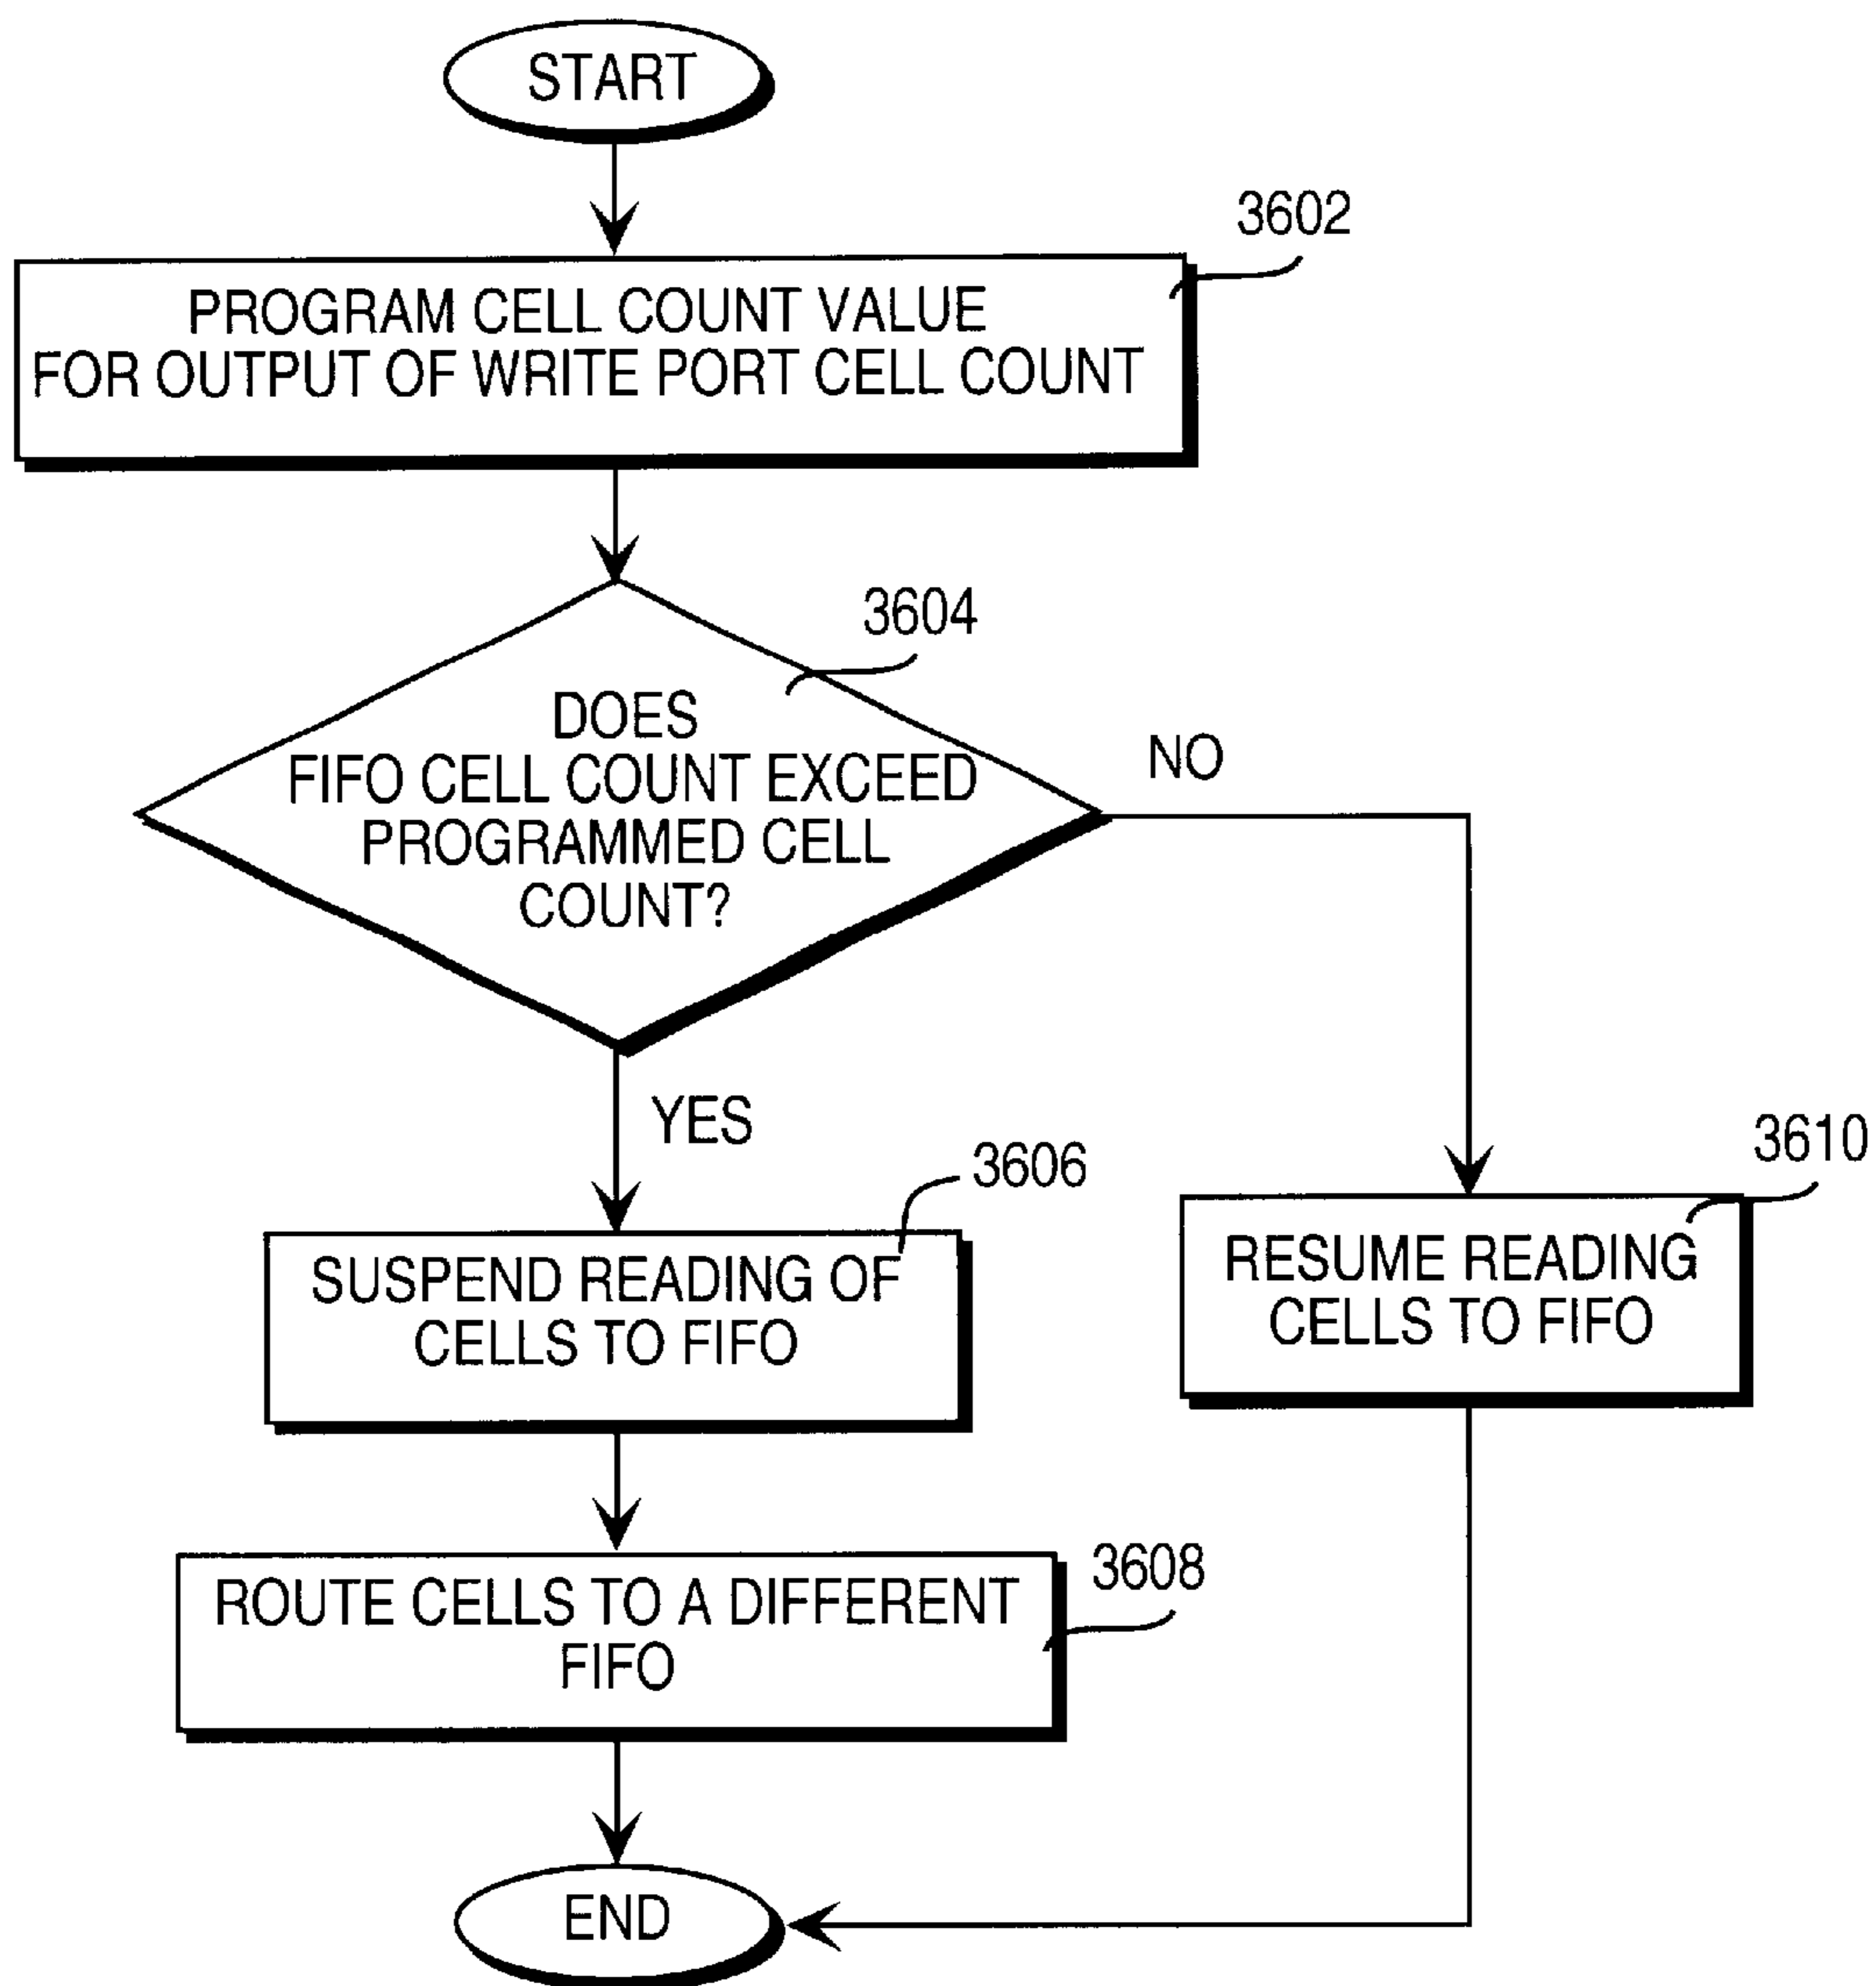 START
3602
PROGRAM CELL COUNT VALUE
FOR OUTPUT OF WRITE PORT CELL COUNT
3604
DOES
FIFO CELL COUNT EXCEED
PROGRAMMED CELL
COUNT?
NO
YES
3606
SUSPEND READING OF
CELLS TO FIFO
3610
RESUME READING
CELLS TO FIFO
3608
ROUTE CELLS TO A DIFFERENT
FIFO
END